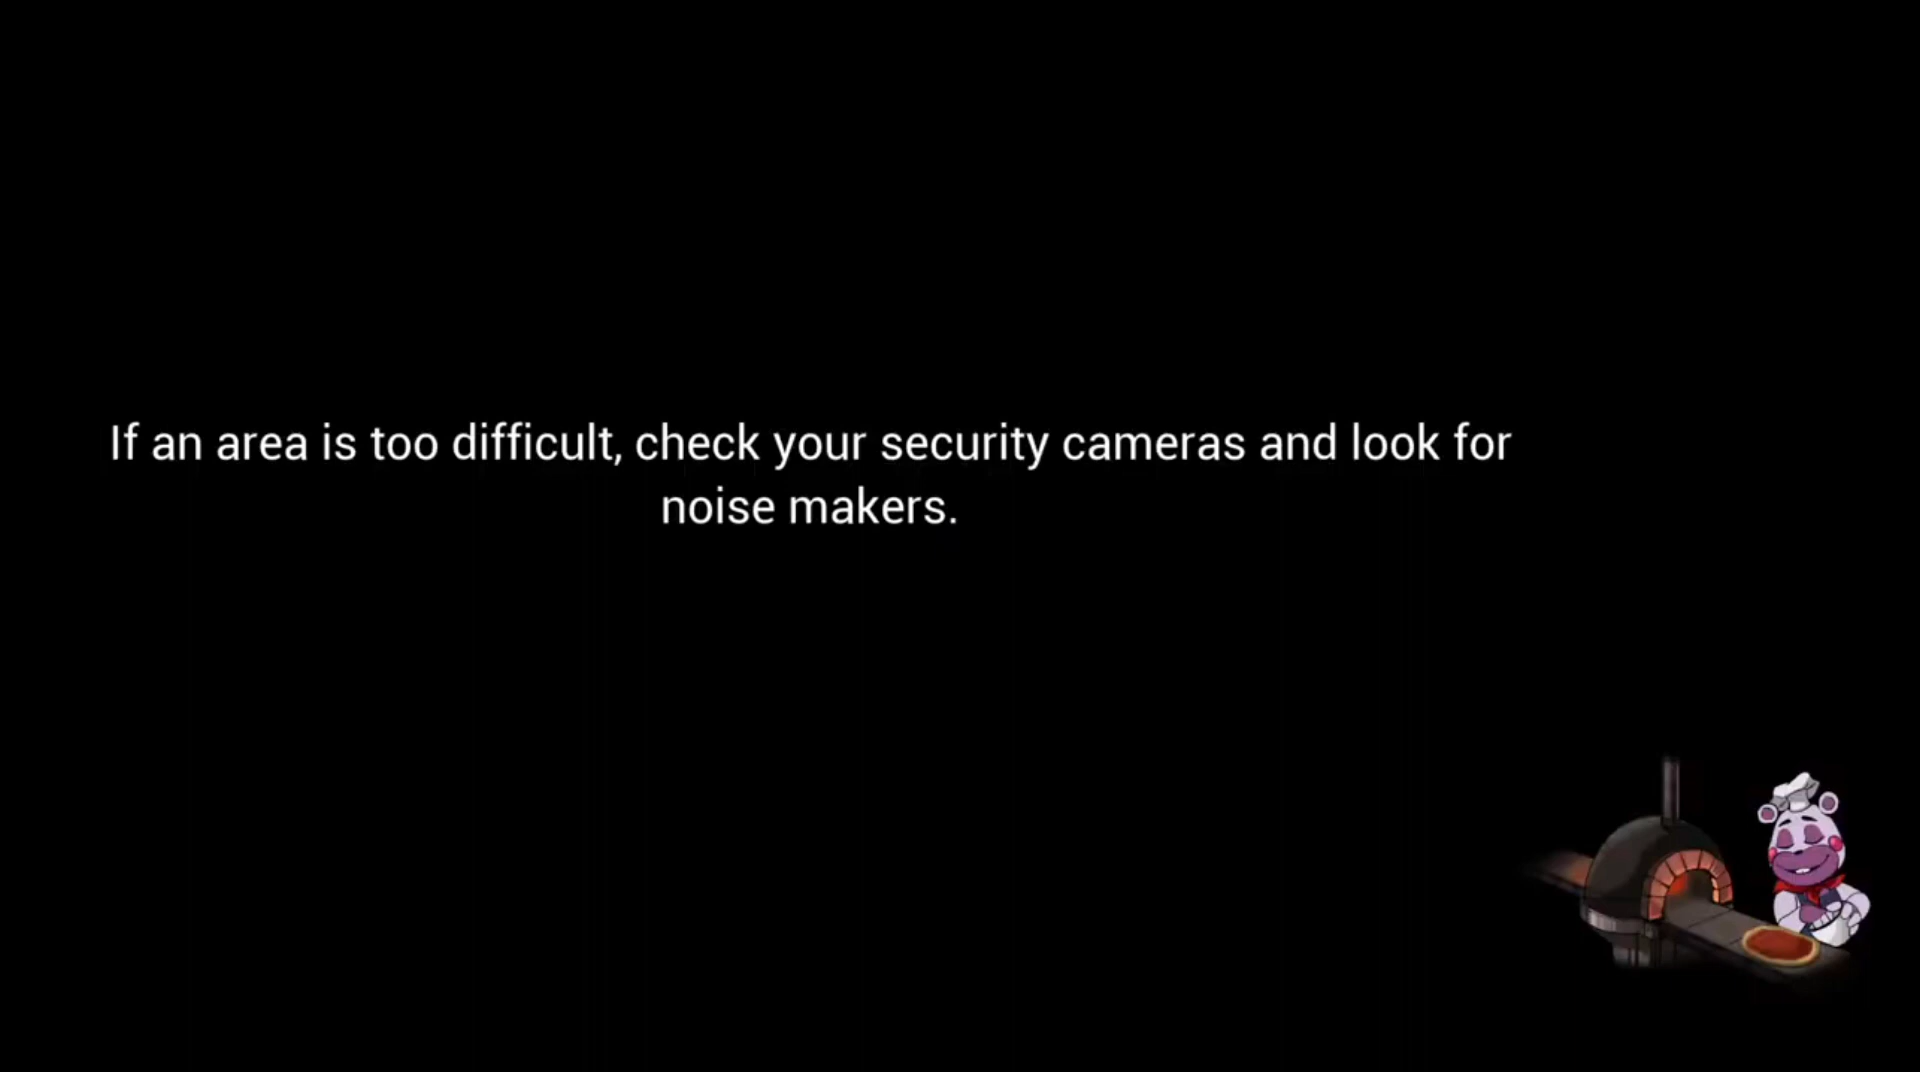 If an area is too difficult, check your security cameras and look for
noise makers.